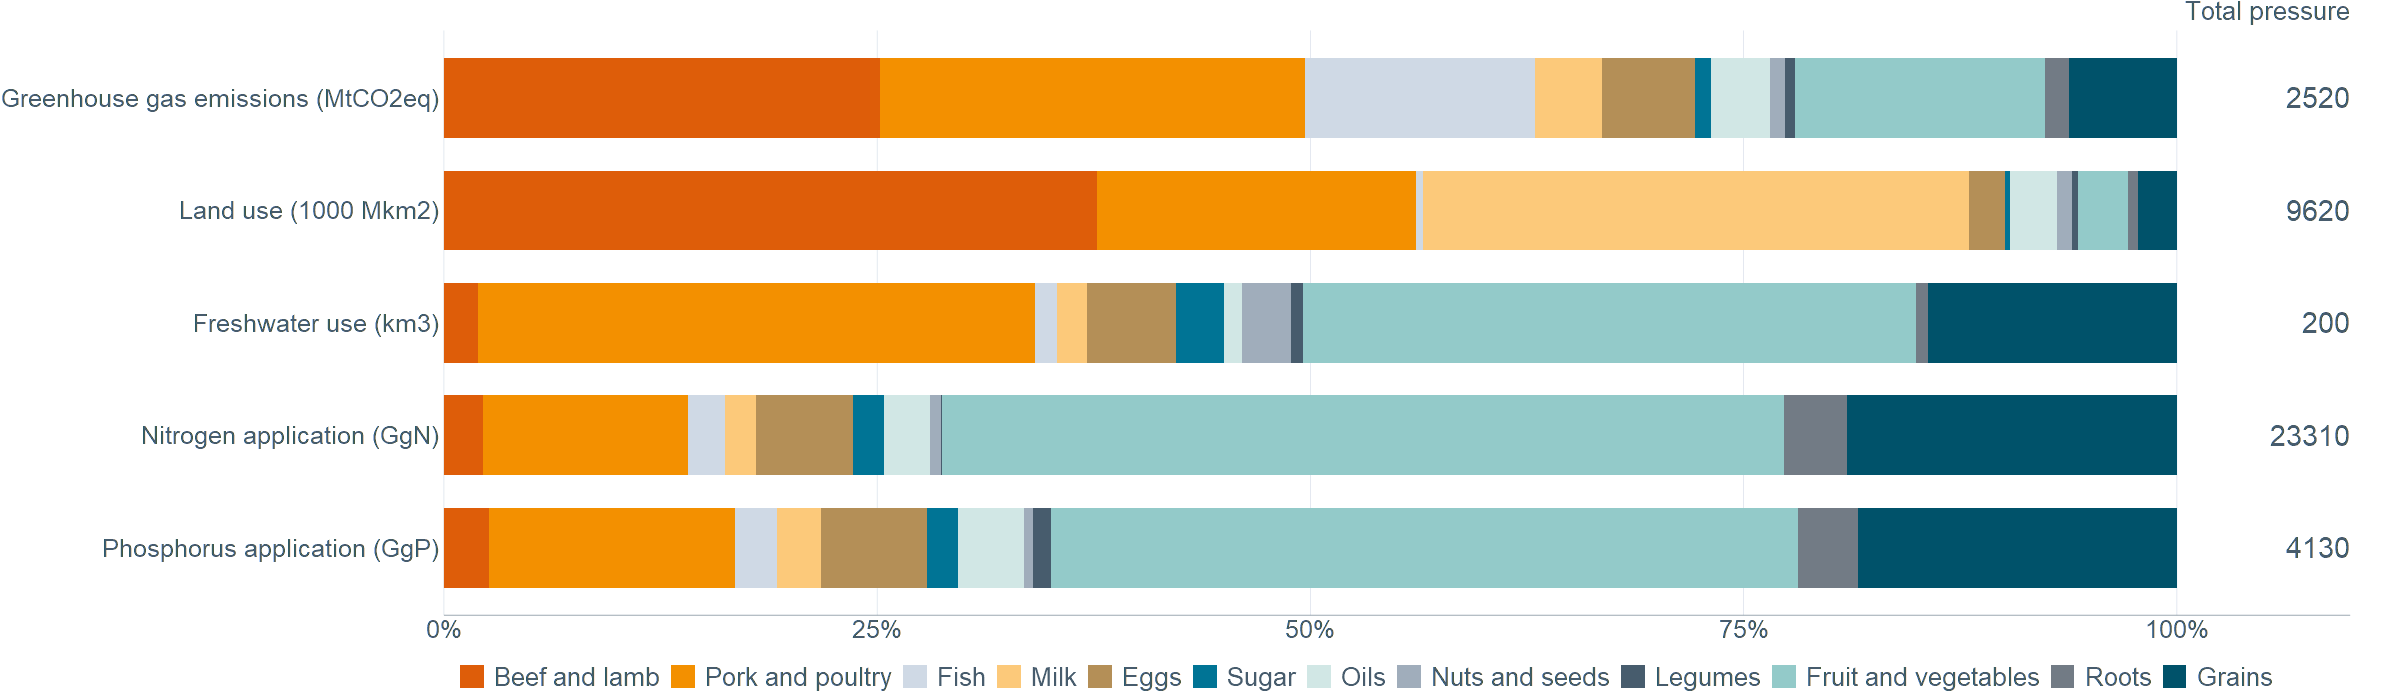 Total pressure
Greenhouse gas emissions (MtCO2eq) 2520
Land use (1000 Mkm2) 9620
Freshwater use (km3) 200
Nitrogen application (GgN) 23310
Phosphorus application (GgP) 4130
0% 25% 50% 75% 100%
Beef and lamb Pork and poultry Fish Milk Eggs Sugar Oils Nuts and seeds Legumes Fruit and vegetables Roots Grains